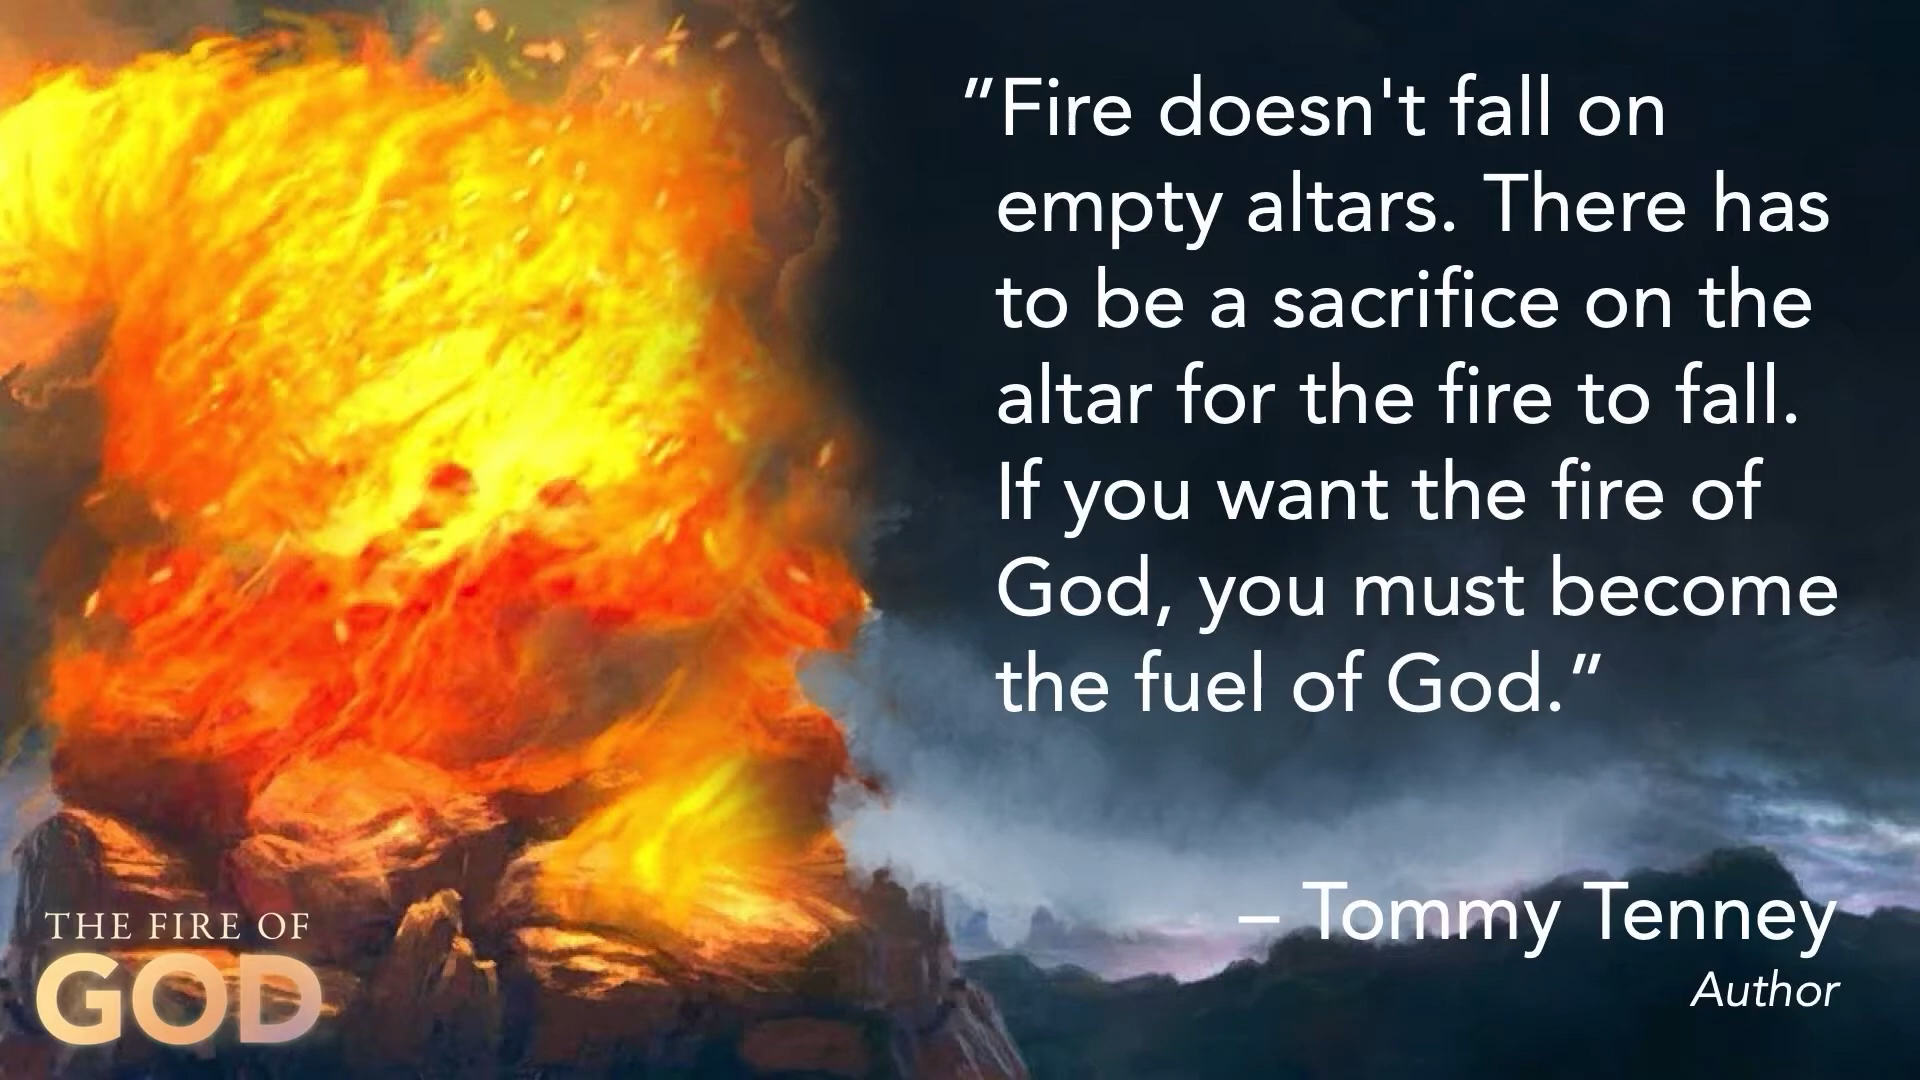 "Fire doesn't fall on
empty altars. There has
to be a sacrifice on the
altar for the fire to fall.
If you want the fire of
God, you must become
the fuel of God."
– Tommy Tenney
Author
THE FIRE OF
GOD